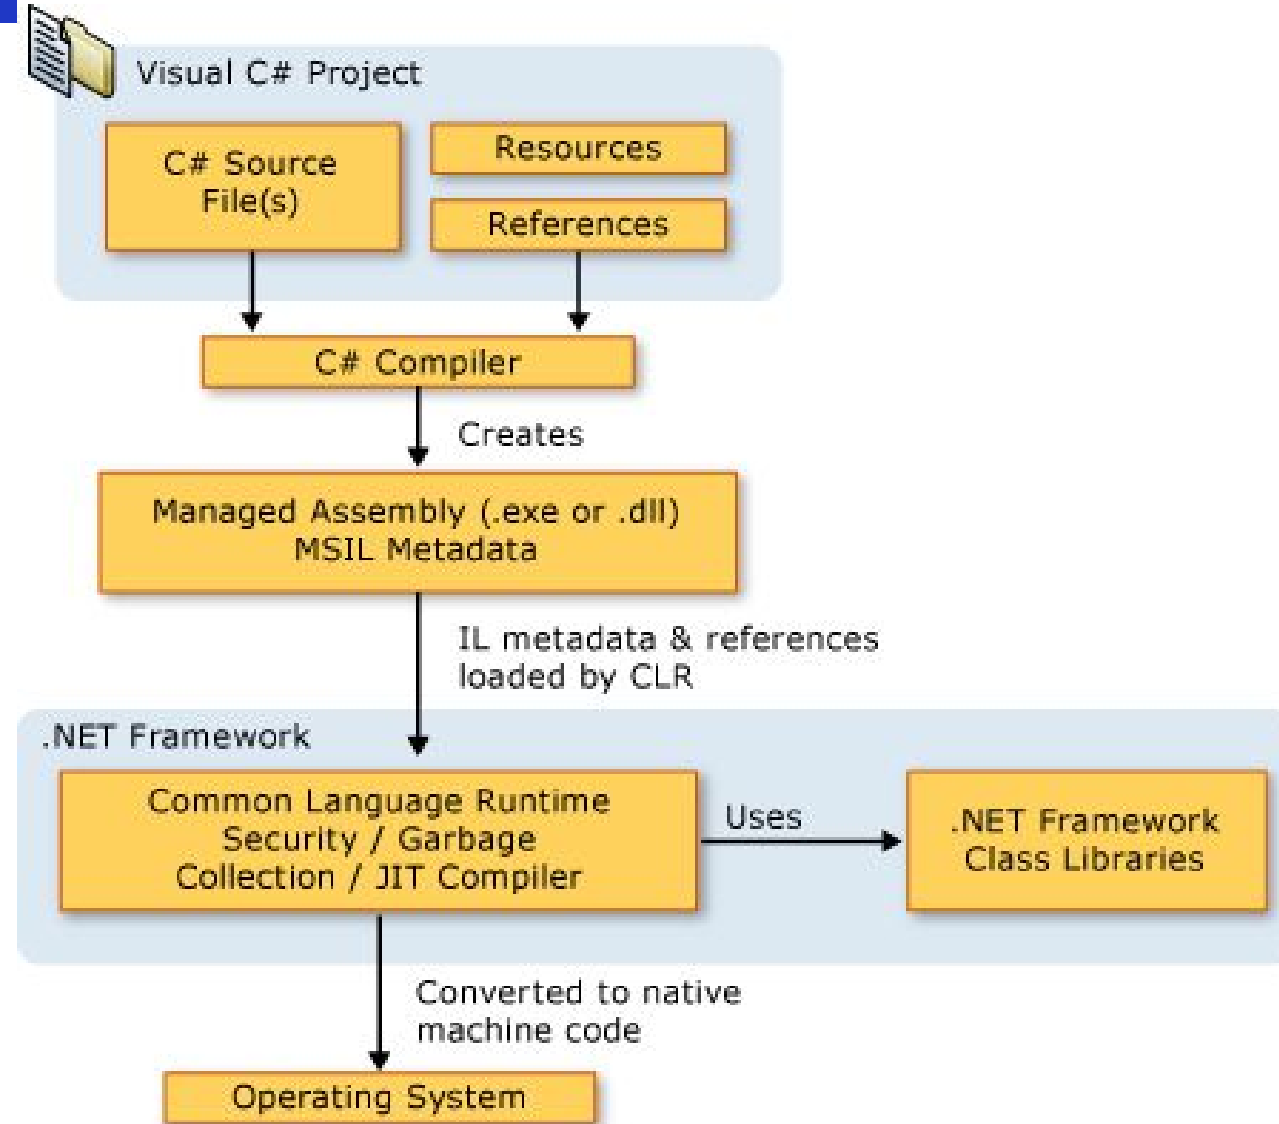 Visual C# Project
C# Source
File(s)
Resources
References
C# Compiler
Creates
Managed Assembly (.exe or .dll)
MSIL Metadata
IL metadata & references
loaded by CLR
.NET Framework
Common Language Runtime
Security / Garbage
Collection / JIT Compiler
Uses
.NET Framework
Class Libraries
Converted to native
machine code
Operating System